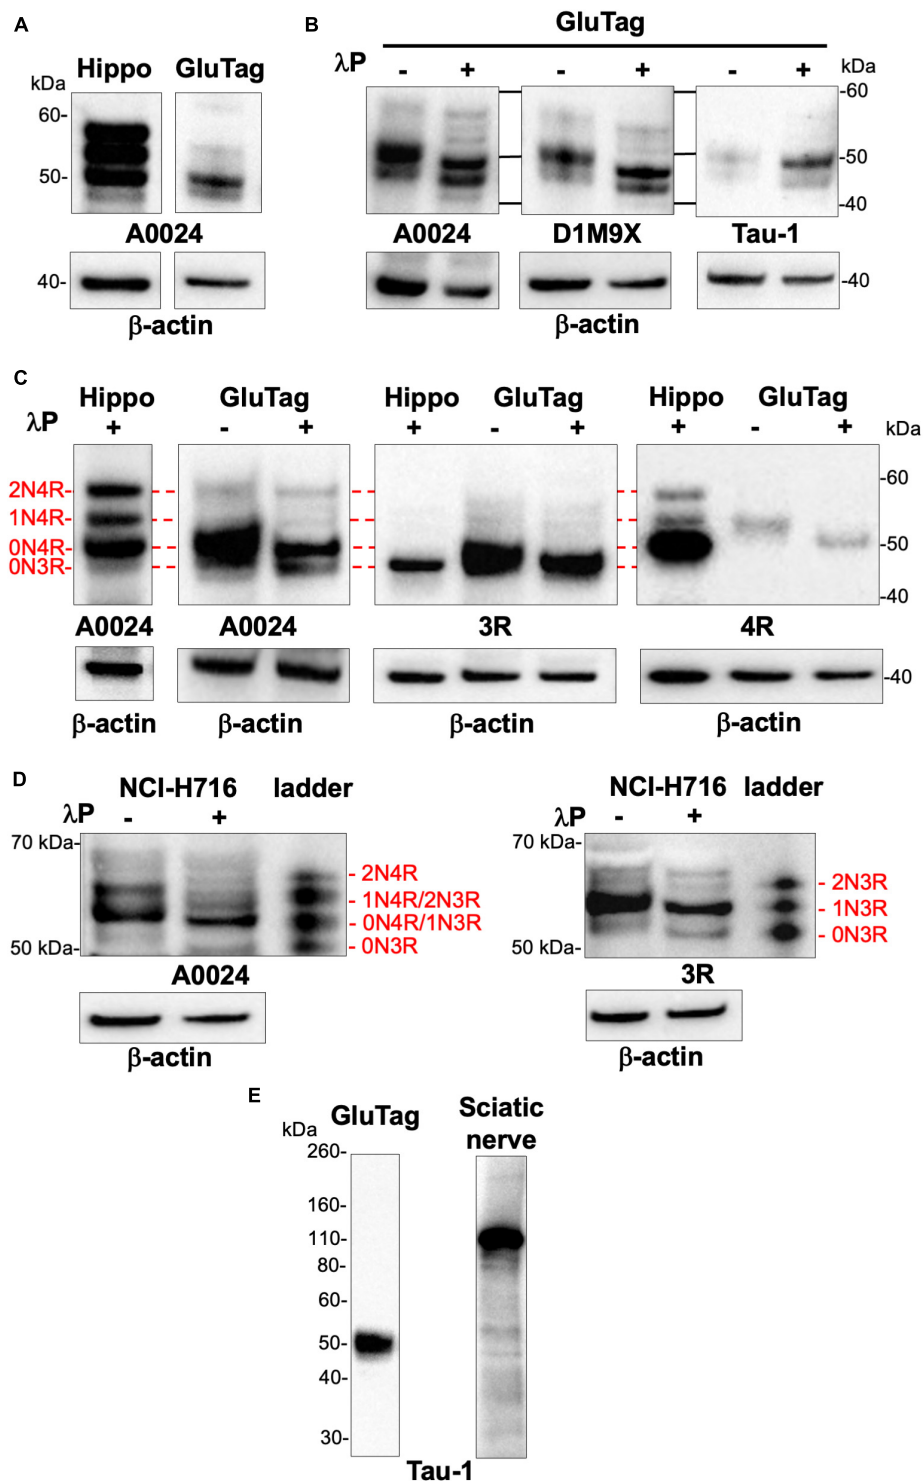 A
Hippo GluTag
kDa
60-
50-
A0024
40-
β-actin
B
GluTag
λP - + - + - + kDa
-60
-50
-40
A0024 D1M9X Tau-1
-40
β-actin
C
Hippo GluTag Hippo GluTag Hippo GluTag
λP + - + + - + + - + kDa
2N4R- -60
1N4R-
0N4R- -50
0N3R-
-40
A0024 A0024 3R 4R
-40
β-actin β-actin β-actin β-actin
D
NCI-H716 ladder
λP - +
70 kDa-
- 2N4R
- 1N4R/2N3R
- 0N4R/1N3R
50 kDa- - 0N3R
A0024
β-actin
NCI-H716 ladder
λP - +
70 kDa-
- 2N3R
- 1N3R
- 0N3R
50 kDa-
3R
β-actin
E
GluTag Sciatic
nerve
kDa
260-
160-
110-
80-
60-
50-
40-
30-
Tau-1